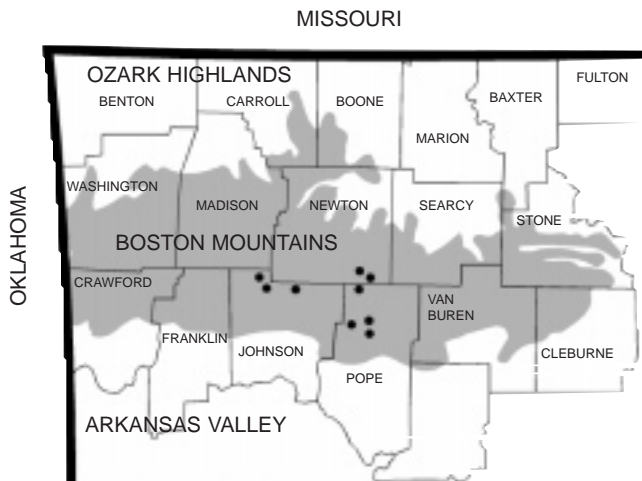 MISSOURI
OZARK HIGHLANDS
FULTON
BENTON
CARROLL
BOONE
BAXTER
MARION
OKLAHOMA
WASHINGTON
MADISON
NEWTON
SEARCY
STONE
BOSTON MOUNTAINS
CRAWFORD
VAN
BUREN
FRANKLIN
JOHNSON
CLEBURNE
POPE
ARKANSAS VALLEY